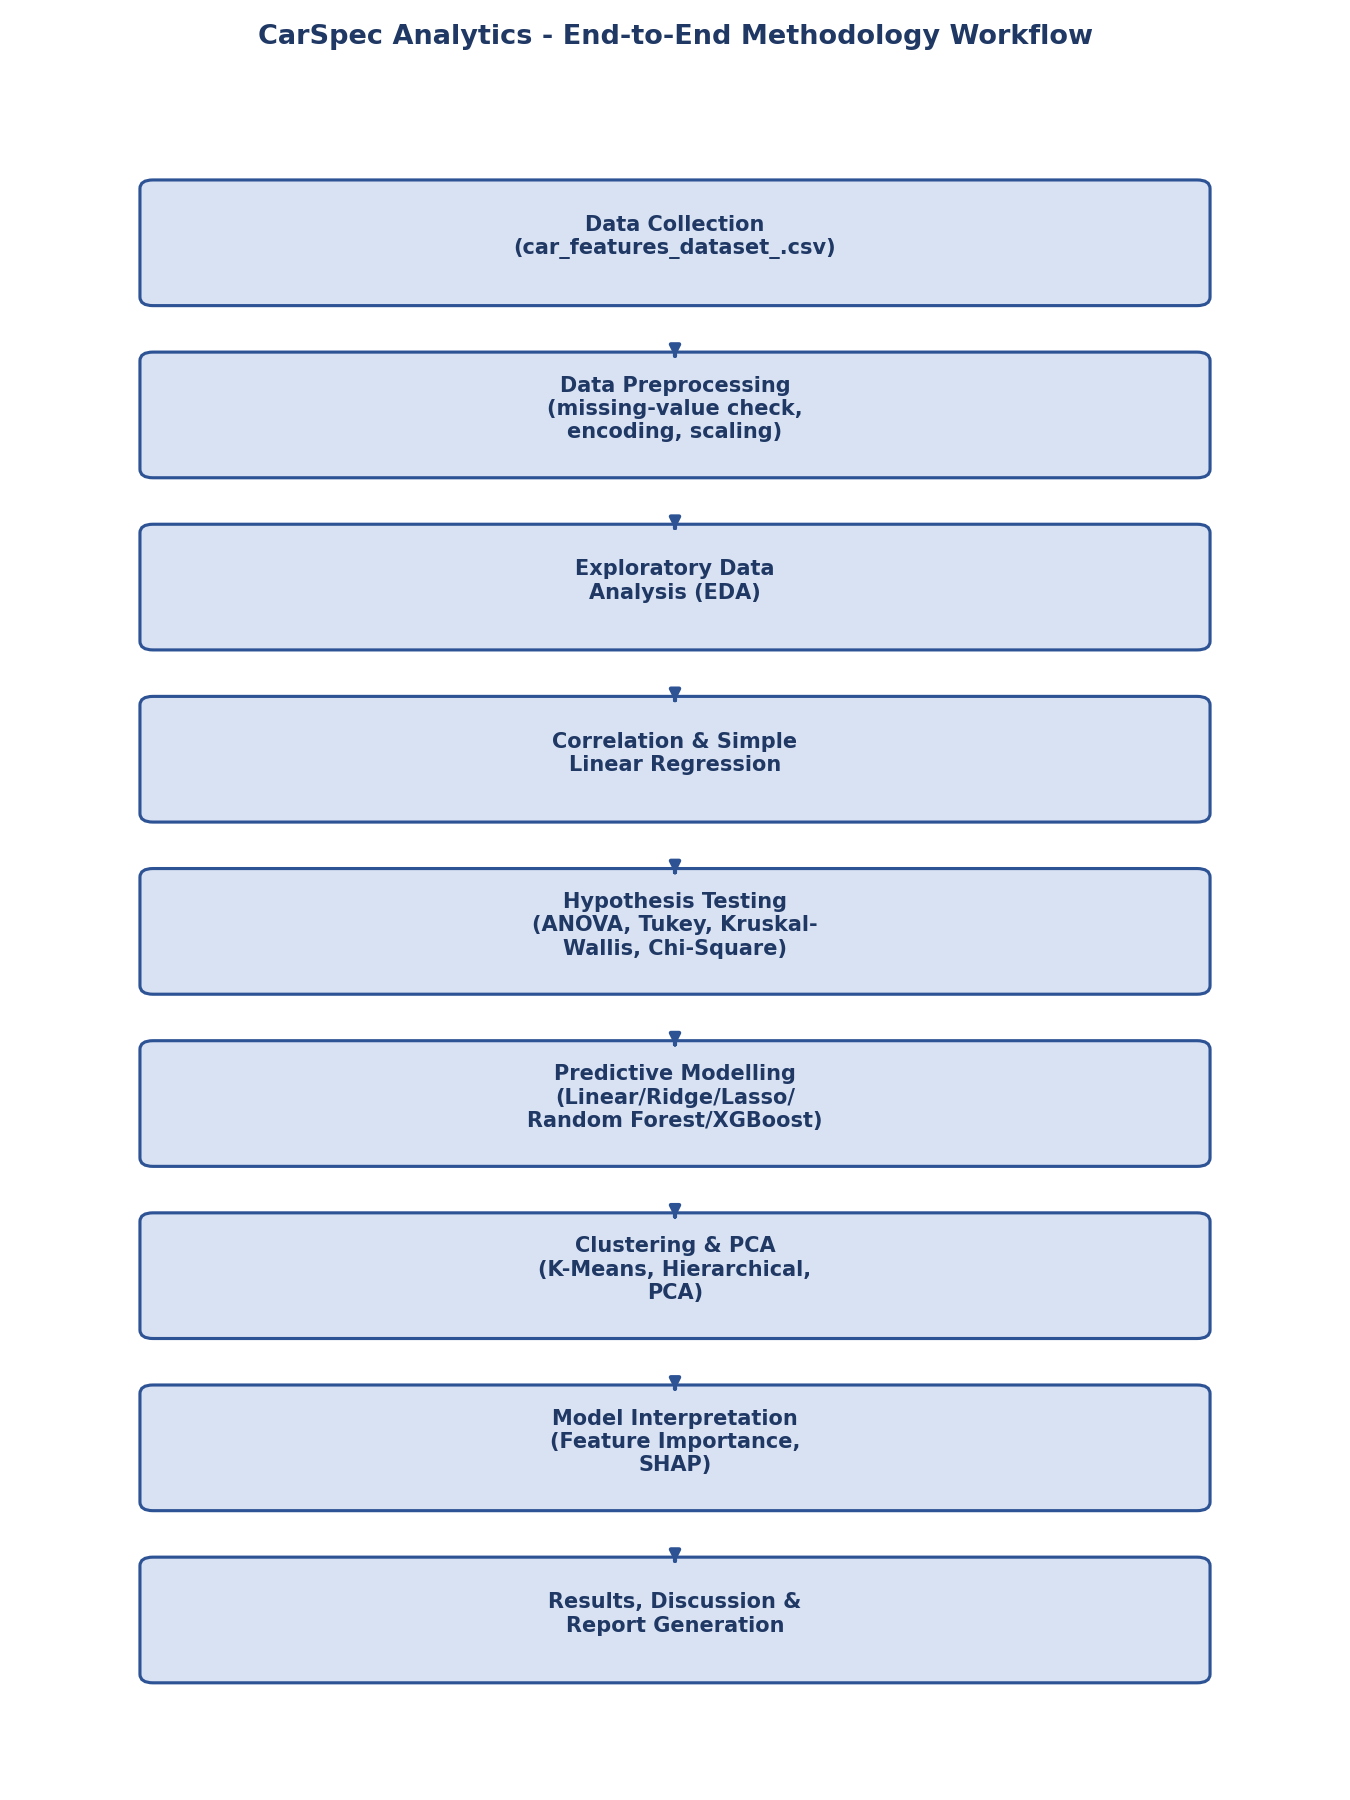 CarSpec Analytics - End-to-End Methodology Workflow
Data Collection
(car_features_dataset_.csv)
Data Preprocessing
(missing-value check,
encoding, scaling)
Exploratory Data
Analysis (EDA)
Correlation & Simple
Linear Regression
Hypothesis Testing
(ANOVA, Tukey, Kruskal-
Wallis, Chi-Square)
Predictive Modelling
(Linear/Ridge/Lasso/
Random Forest/XGBoost)
Clustering & PCA
(K-Means, Hierarchical,
PCA)
Model Interpretation
(Feature Importance,
SHAP)
Results, Discussion &
Report Generation